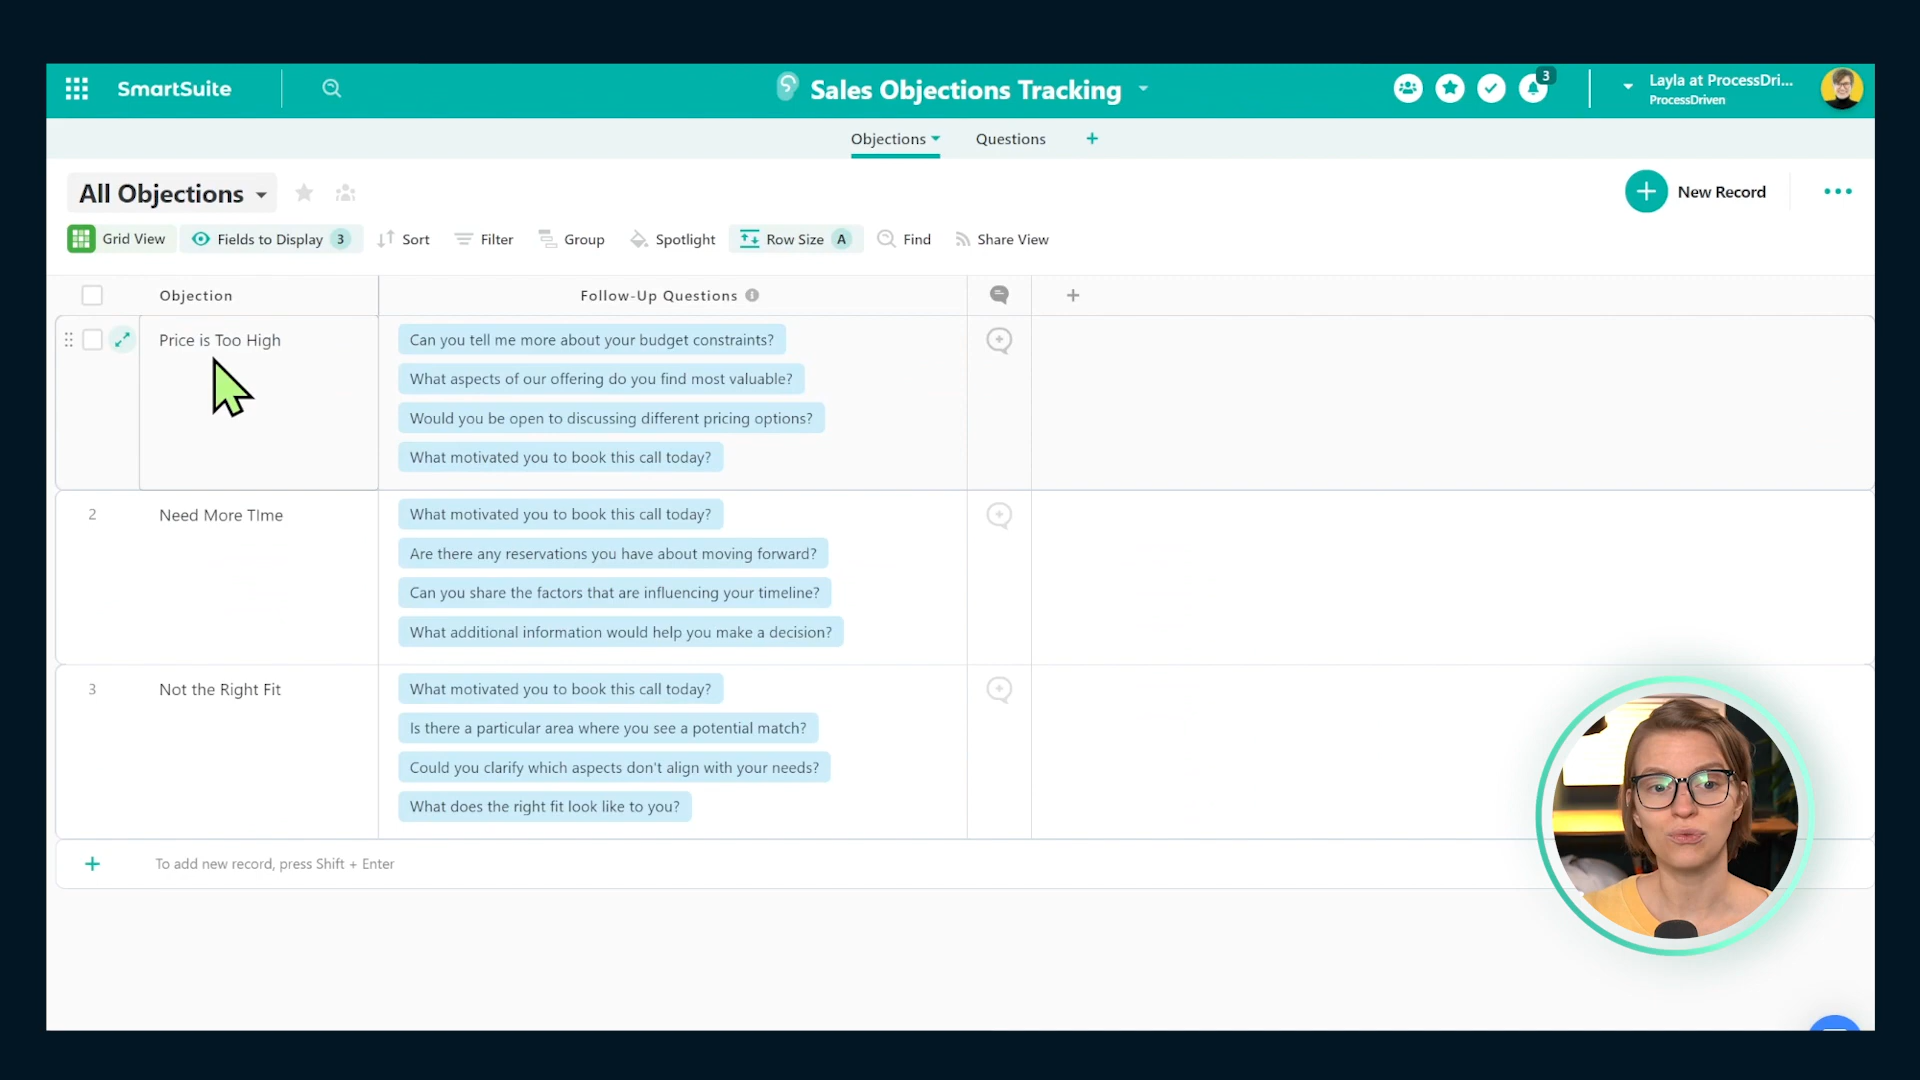 SmartSuite
Sales Objections Tracking
3
Layla at ProcessDri...
ProcessDriven
Objections
Questions
All Objections
New Record
Grid View
Fields to Display 3
Sort
Filter
Group
Spotlight
Row Size A
Find
Share View
Objection
Follow-Up Questions
Price is Too High
Can you tell me more about your budget constraints?
What aspects of our offering do you find most valuable?
Would you be open to discussing different pricing options?
What motivated you to book this call today?
2
Need More TIme
What motivated you to book this call today?
Are there any reservations you have about moving forward?
Can you share the factors that are influencing your timeline?
What additional information would help you make a decision?
3
Not the Right Fit
What motivated you to book this call today?
Is there a particular area where you see a potential match?
Could you clarify which aspects don't align with your needs?
What does the right fit look like to you?
To add new record, press Shift + Enter